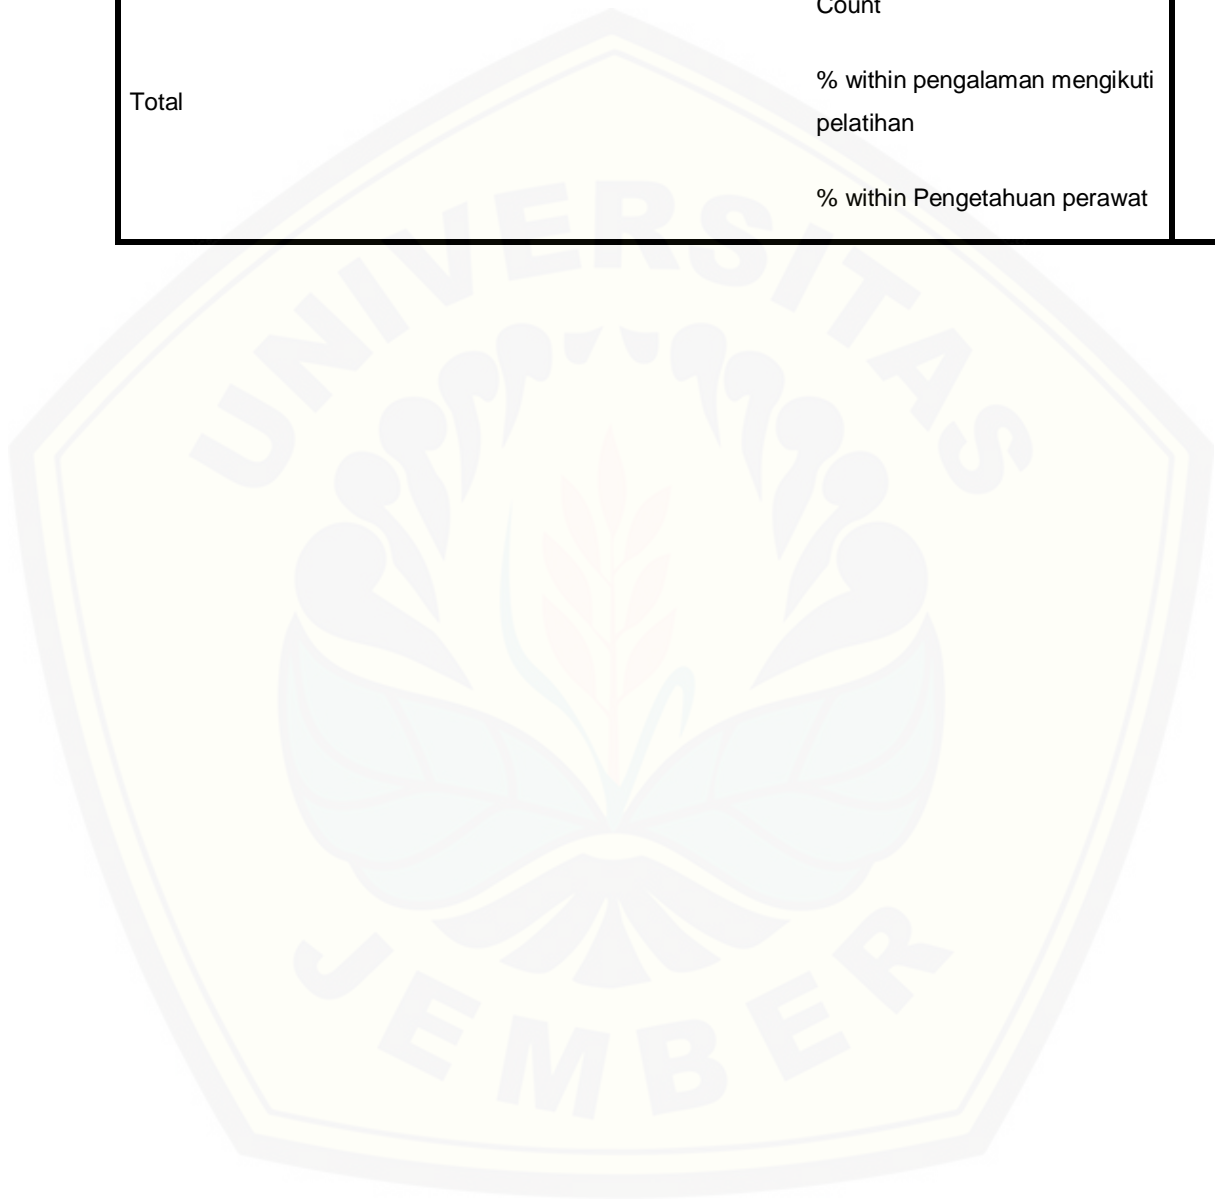 Count
Total
% within pengalaman mengikuti
pelatihan
% within Pengetahuan perawat
UNIVERSITAS
JEMBER